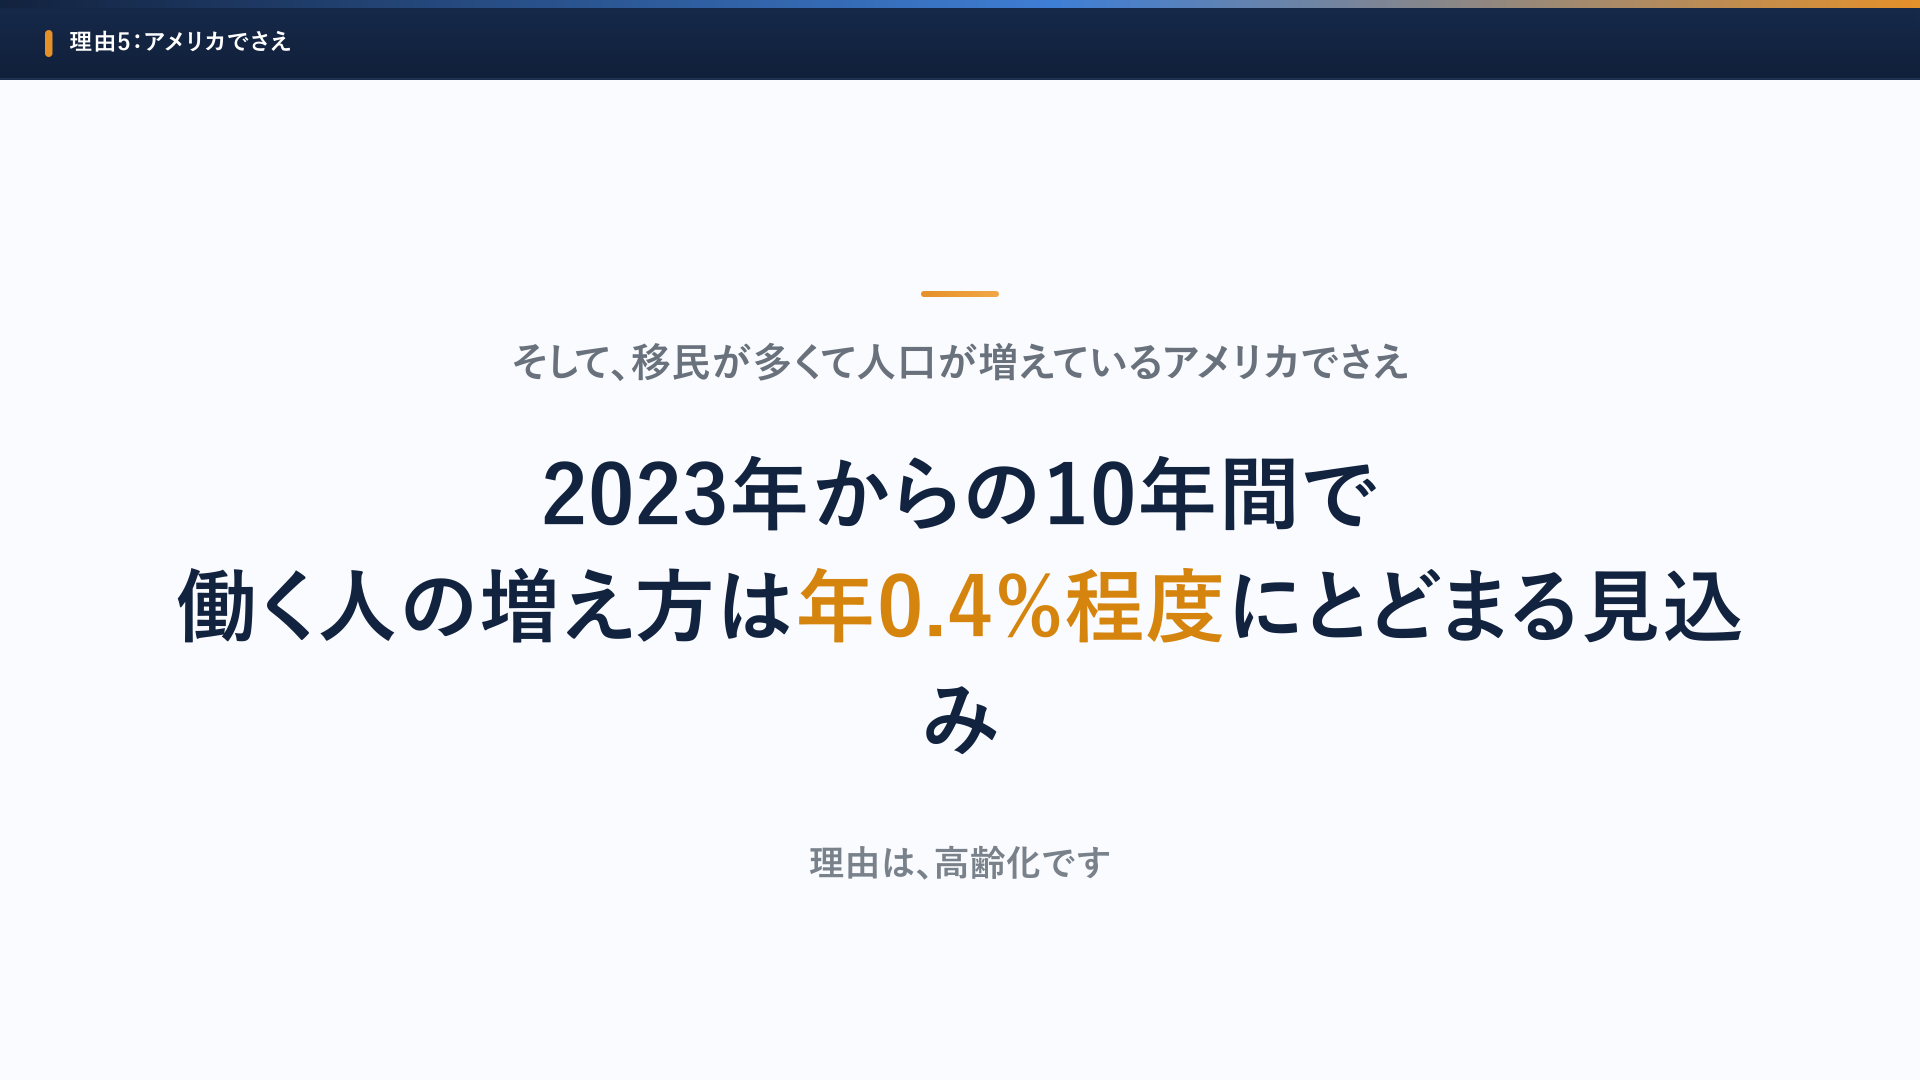 理由5：アメリカでさえ
そして、移民が多くて人口が増えているアメリカでさえ
2023年からの10年間で
働く人の増え方は年0.4%程度にとどまる見込
み
理由は、高齢化です